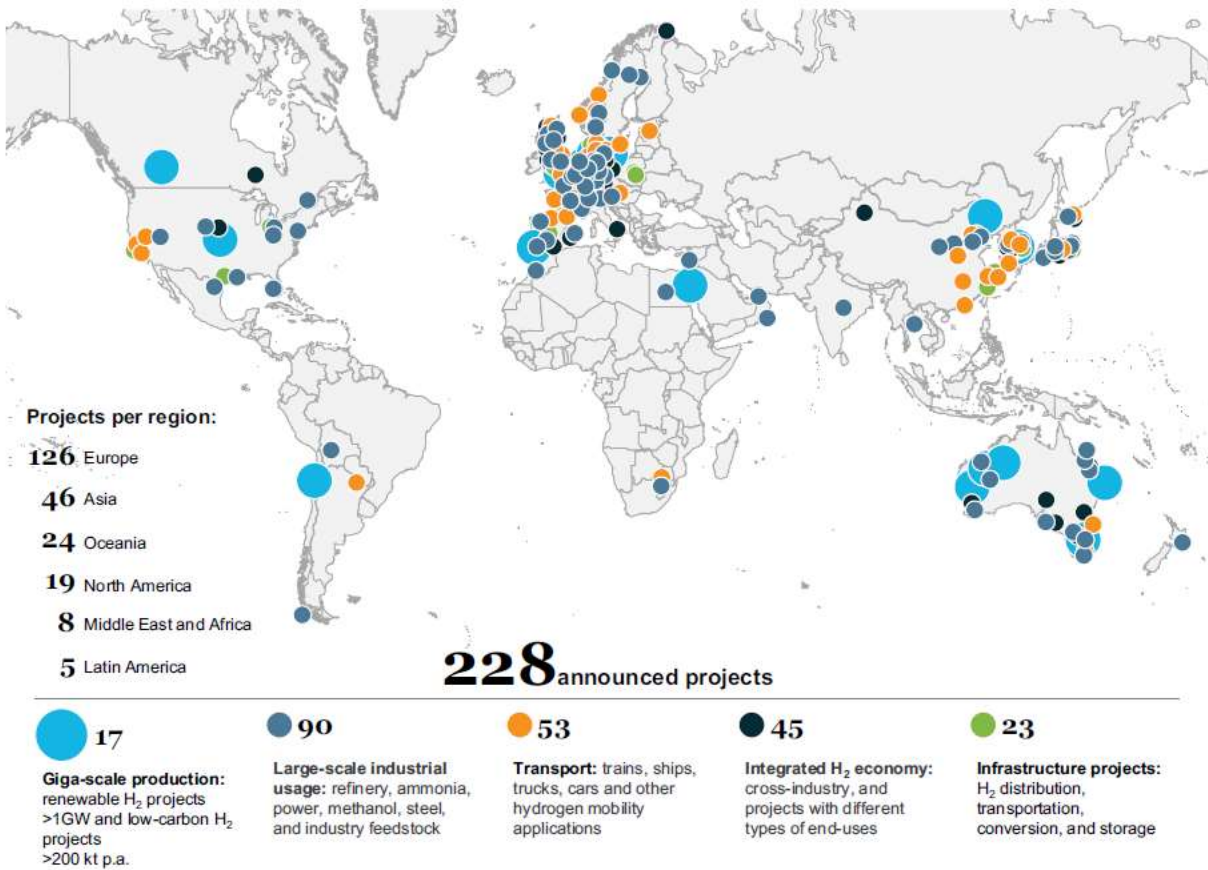 Projects per region:
126 Europe
46 Asia
24 Oceania
19 North America
8 Middle East and Africa
5 Latin America
228 announced projects
17
Giga-scale production:
renewable H₂ projects
>1GW and low-carbon H₂
projects
>200 kt p.a.
90
Large-scale industrial
usage: refinery, ammonia,
power, methanol, steel,
and industry feedstock
53
Transport: trains, ships,
trucks, cars and other
hydrogen mobility
applications
45
Integrated H₂ economy:
cross-industry, and
projects with different
types of end-uses
23
Infrastructure projects:
H₂ distribution,
transportation,
conversion, and storage